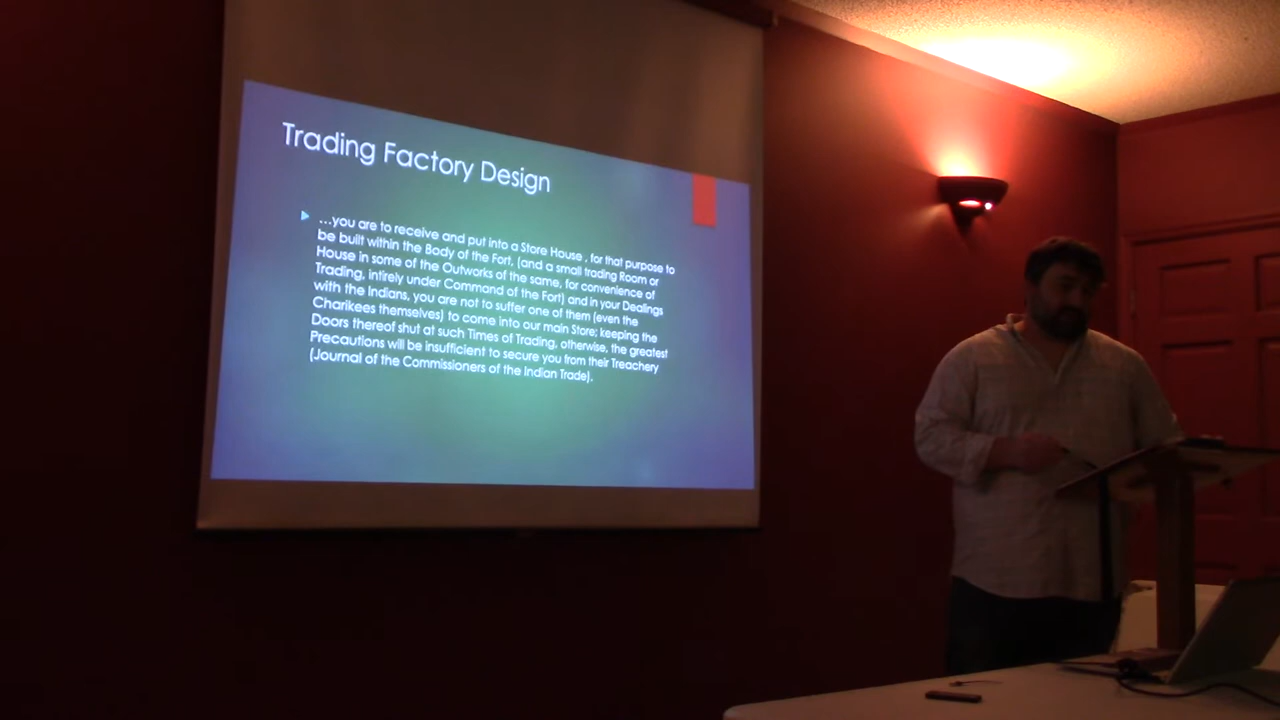 Trading Factory Design
…you are to receive and put into a Store House , for that purpose to
be built within the Body of the Fort, (and a small trading Room or
House in some of the Outworks of the same, for convenience of
Trading, intirely under Command of the Fort) and in your Dealings
with the Indians, you are not to suffer one of them (even the
Charikees themselves) to come into our main Store; keeping the
Doors thereof shut at such Times of Trading, otherwise, the greatest
Precautions will be insufficient to secure you from their Treachery
(Journal of the Commissioners of the Indian Trade).